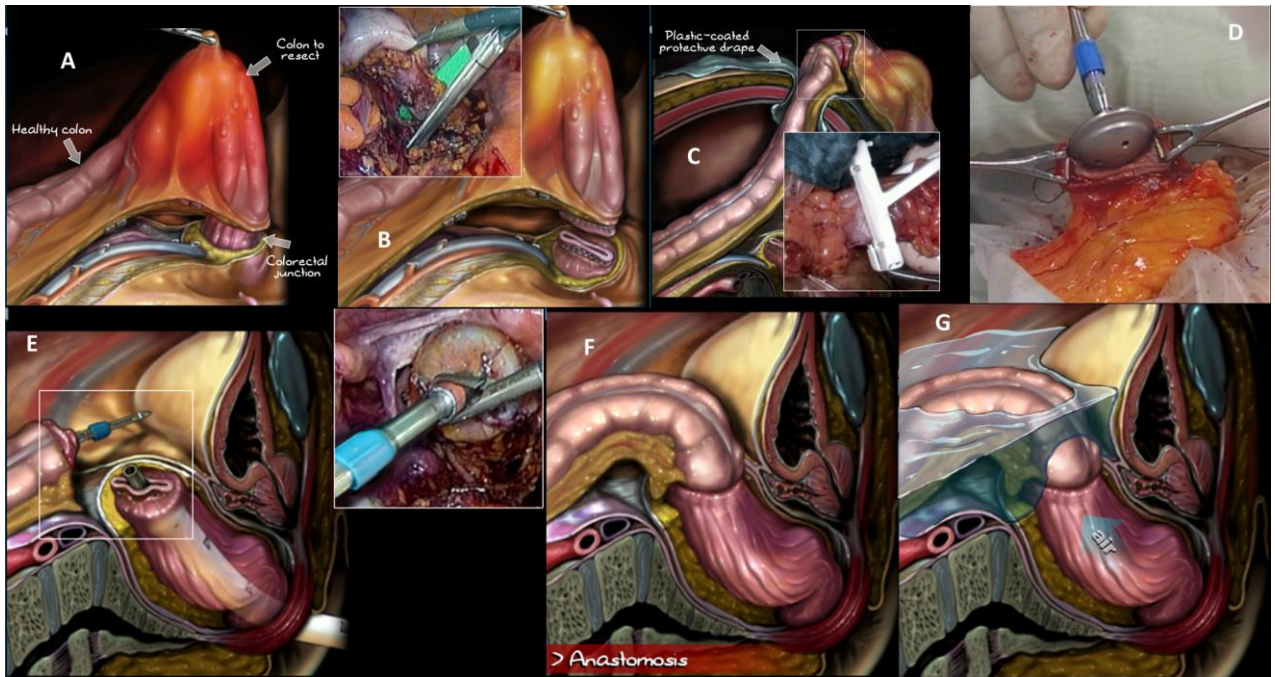 A
Colon to
resect
Healthy colon
Colorectal
junction
B
Plastic-coated
protective drape
C
D
E
F
> Anastomosis
G
air